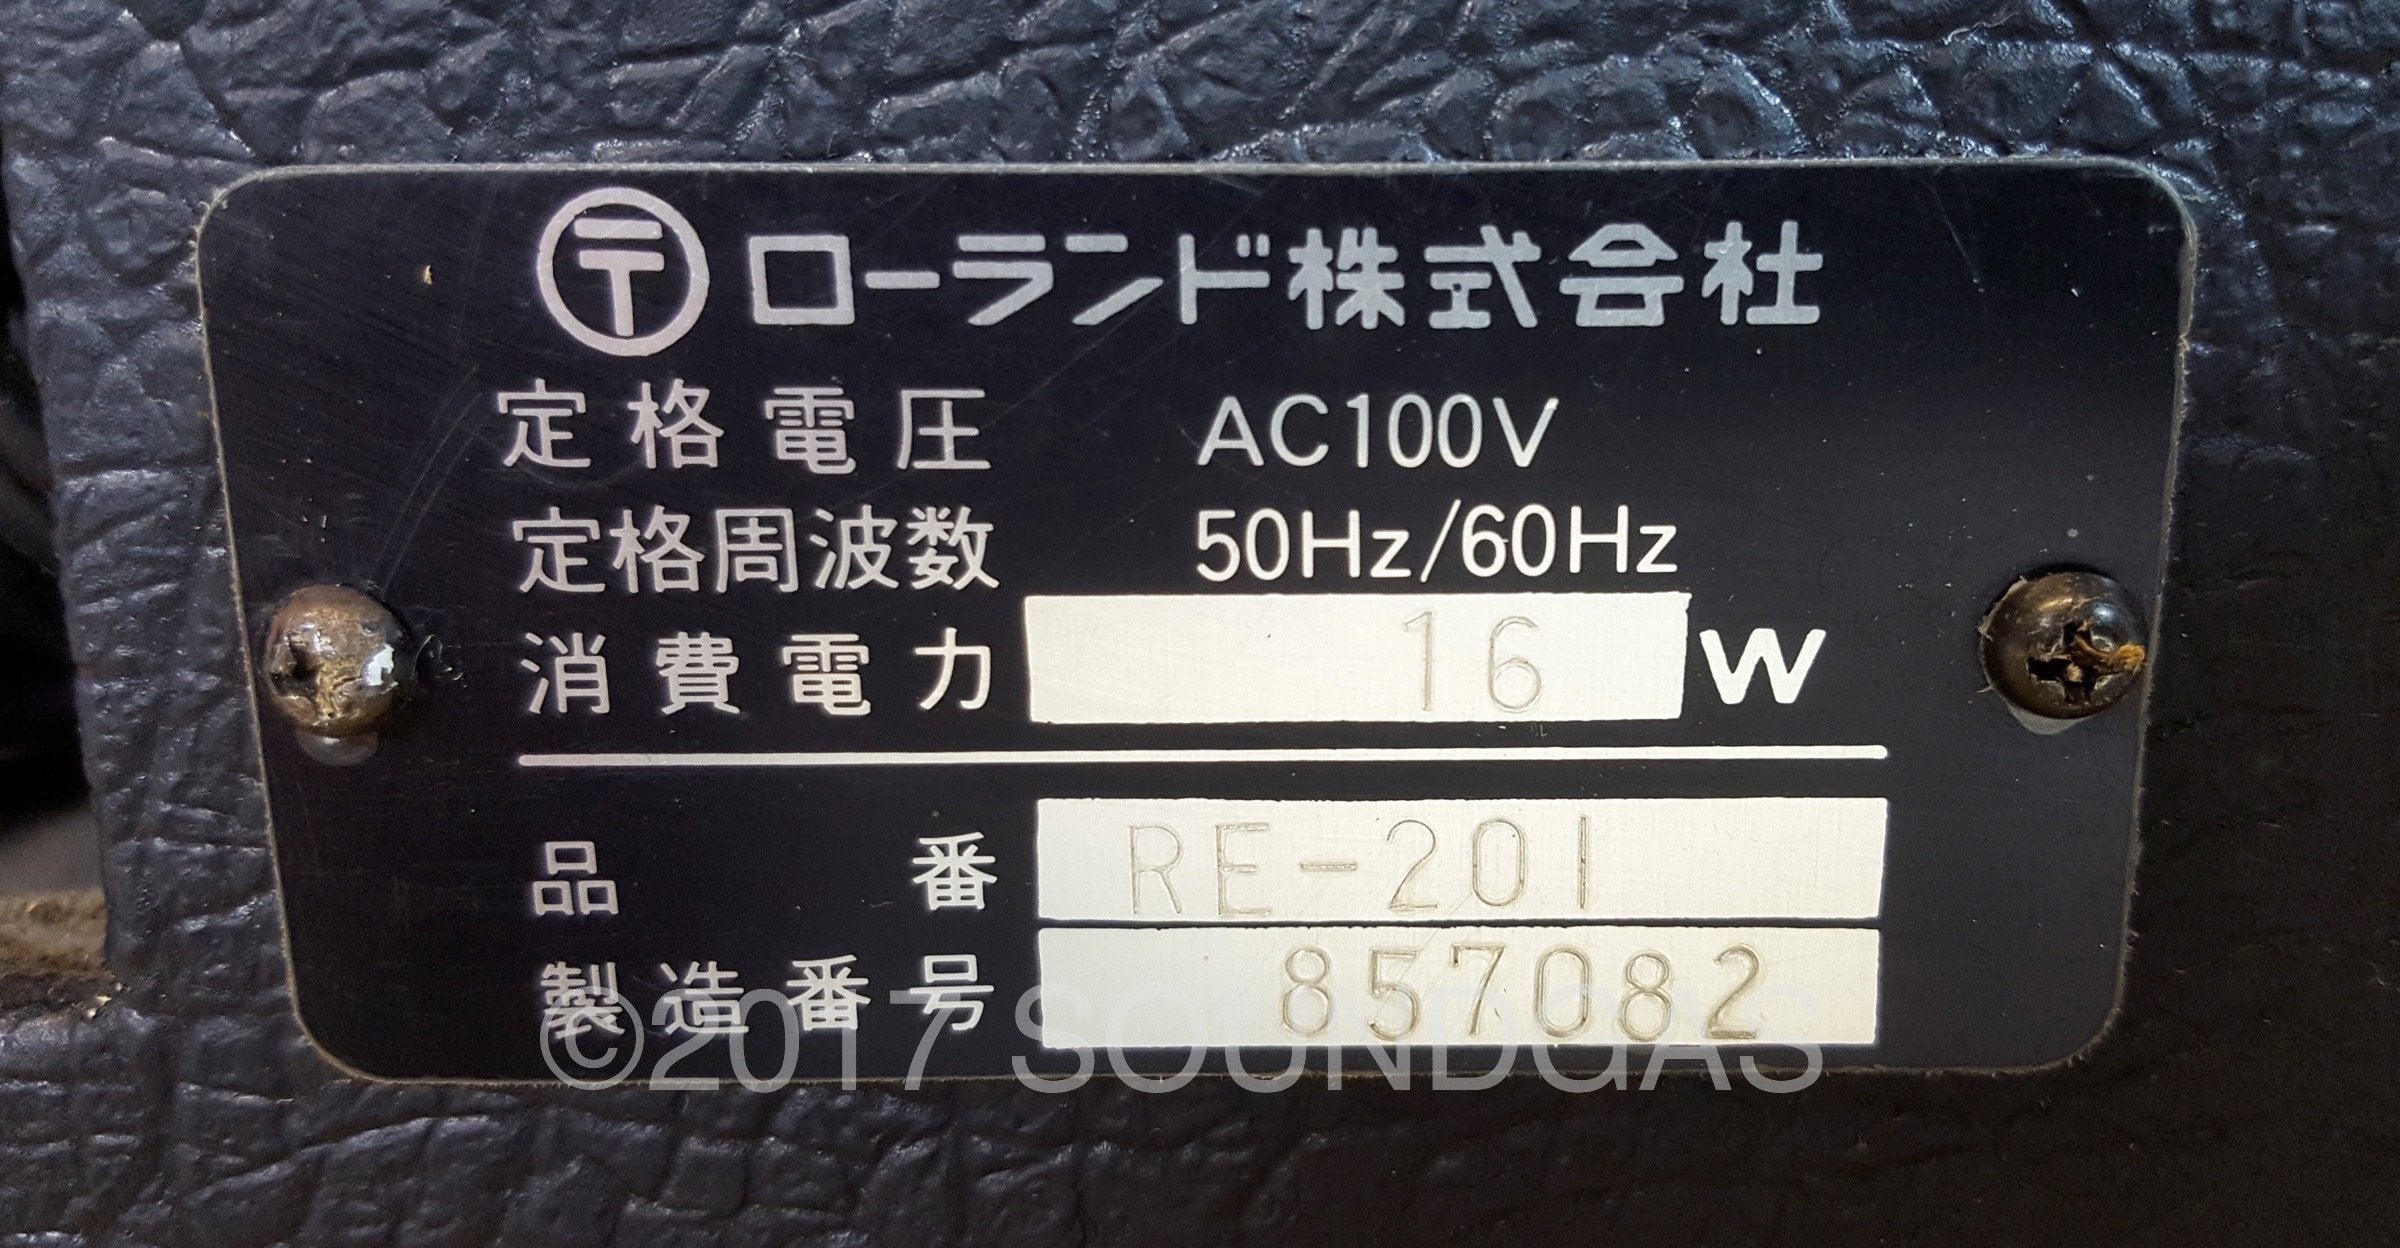 〒 ローランド株式会社
定格電圧 AC100V
定格周波数 50Hz/60Hz
消費電力 16 W
品番 RE-201
製造番号 857082
©2017 SOUNDGAS